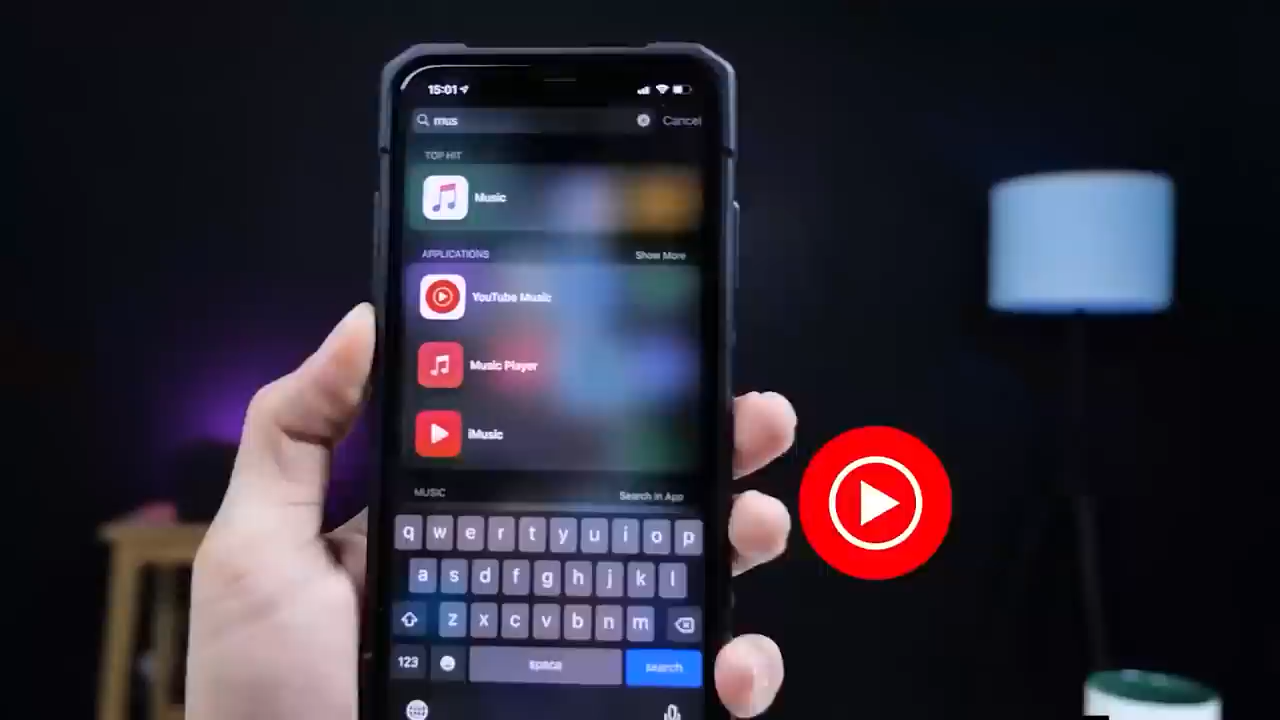 15:01
mus
Cancel
TOP HIT
Music
APPLICATIONS
Show More
YouTube Music
Music Player
iMusic
MUSIC
Search in App
q w e r t y u i o p
a s d f g h j k l
z x c v b n m
123
space
search